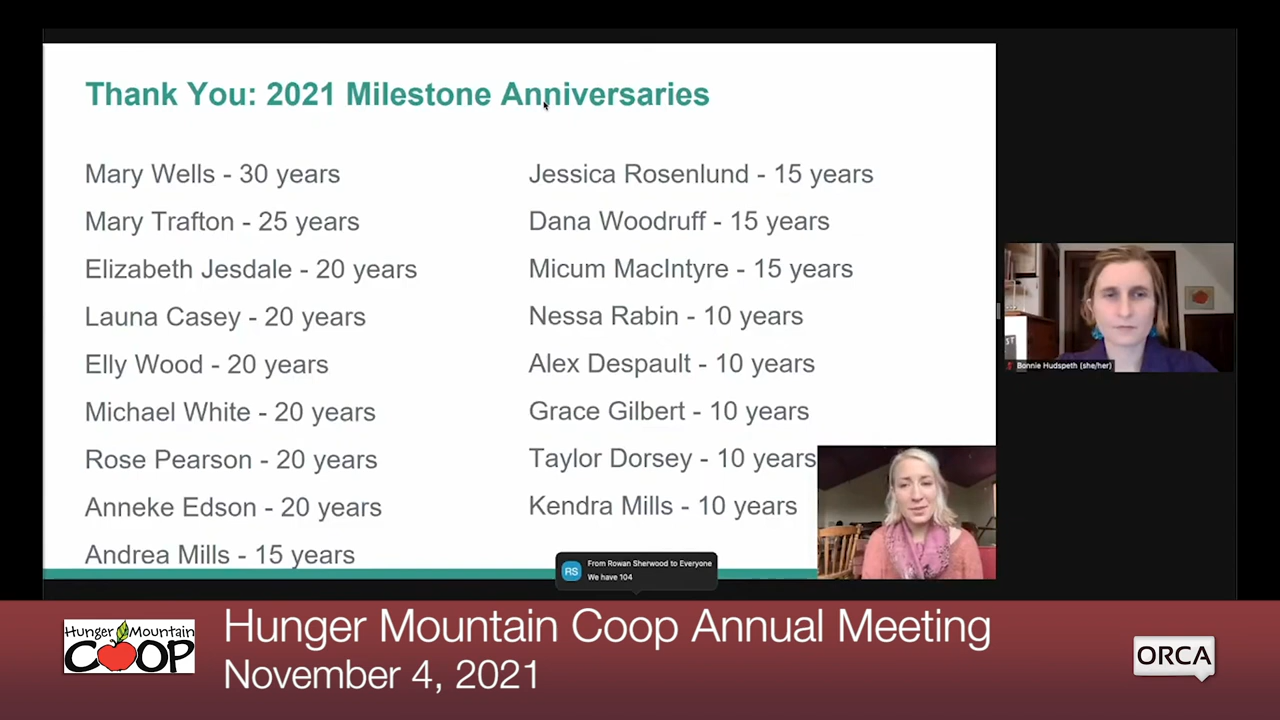 Thank You: 2021 Milestone Anniversaries
Mary Wells - 30 years
Mary Trafton - 25 years
Elizabeth Jesdale - 20 years
Launa Casey - 20 years
Elly Wood - 20 years
Michael White - 20 years
Rose Pearson - 20 years
Anneke Edson - 20 years
Andrea Mills - 15 years
Jessica Rosenlund - 15 years
Dana Woodruff - 15 years
Micum MacIntyre - 15 years
Nessa Rabin - 10 years
Alex Despault - 10 years
Grace Gilbert - 10 years
Taylor Dorsey - 10 years
Kendra Mills - 10 years
ST
Bonnie Hudspeth (she/her)
RS
From Rowan Sherwood to Everyone
We have 104
Hunger Mountain
COOP
Hunger Mountain Coop Annual Meeting
November 4, 2021
ORCA